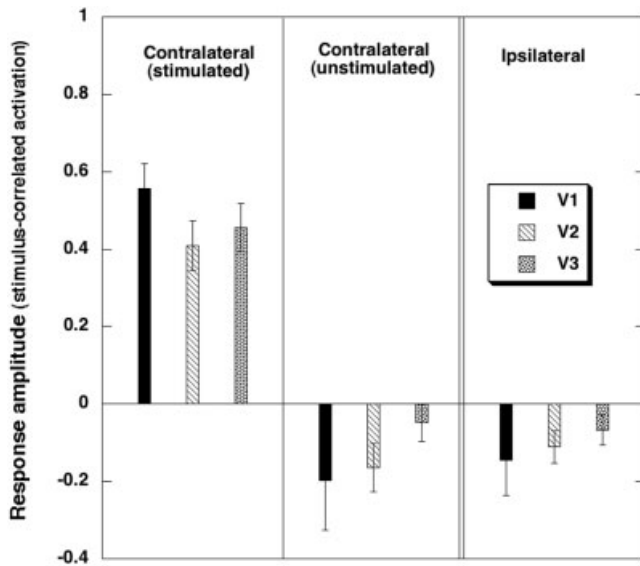 Response amplitude (stimulus-correlated activation)
1
0.8
0.6
0.4
0.2
0
-0.2
-0.4
Contralateral
(stimulated)
Contralateral
(unstimulated)
Ipsilateral
V1
V2
V3